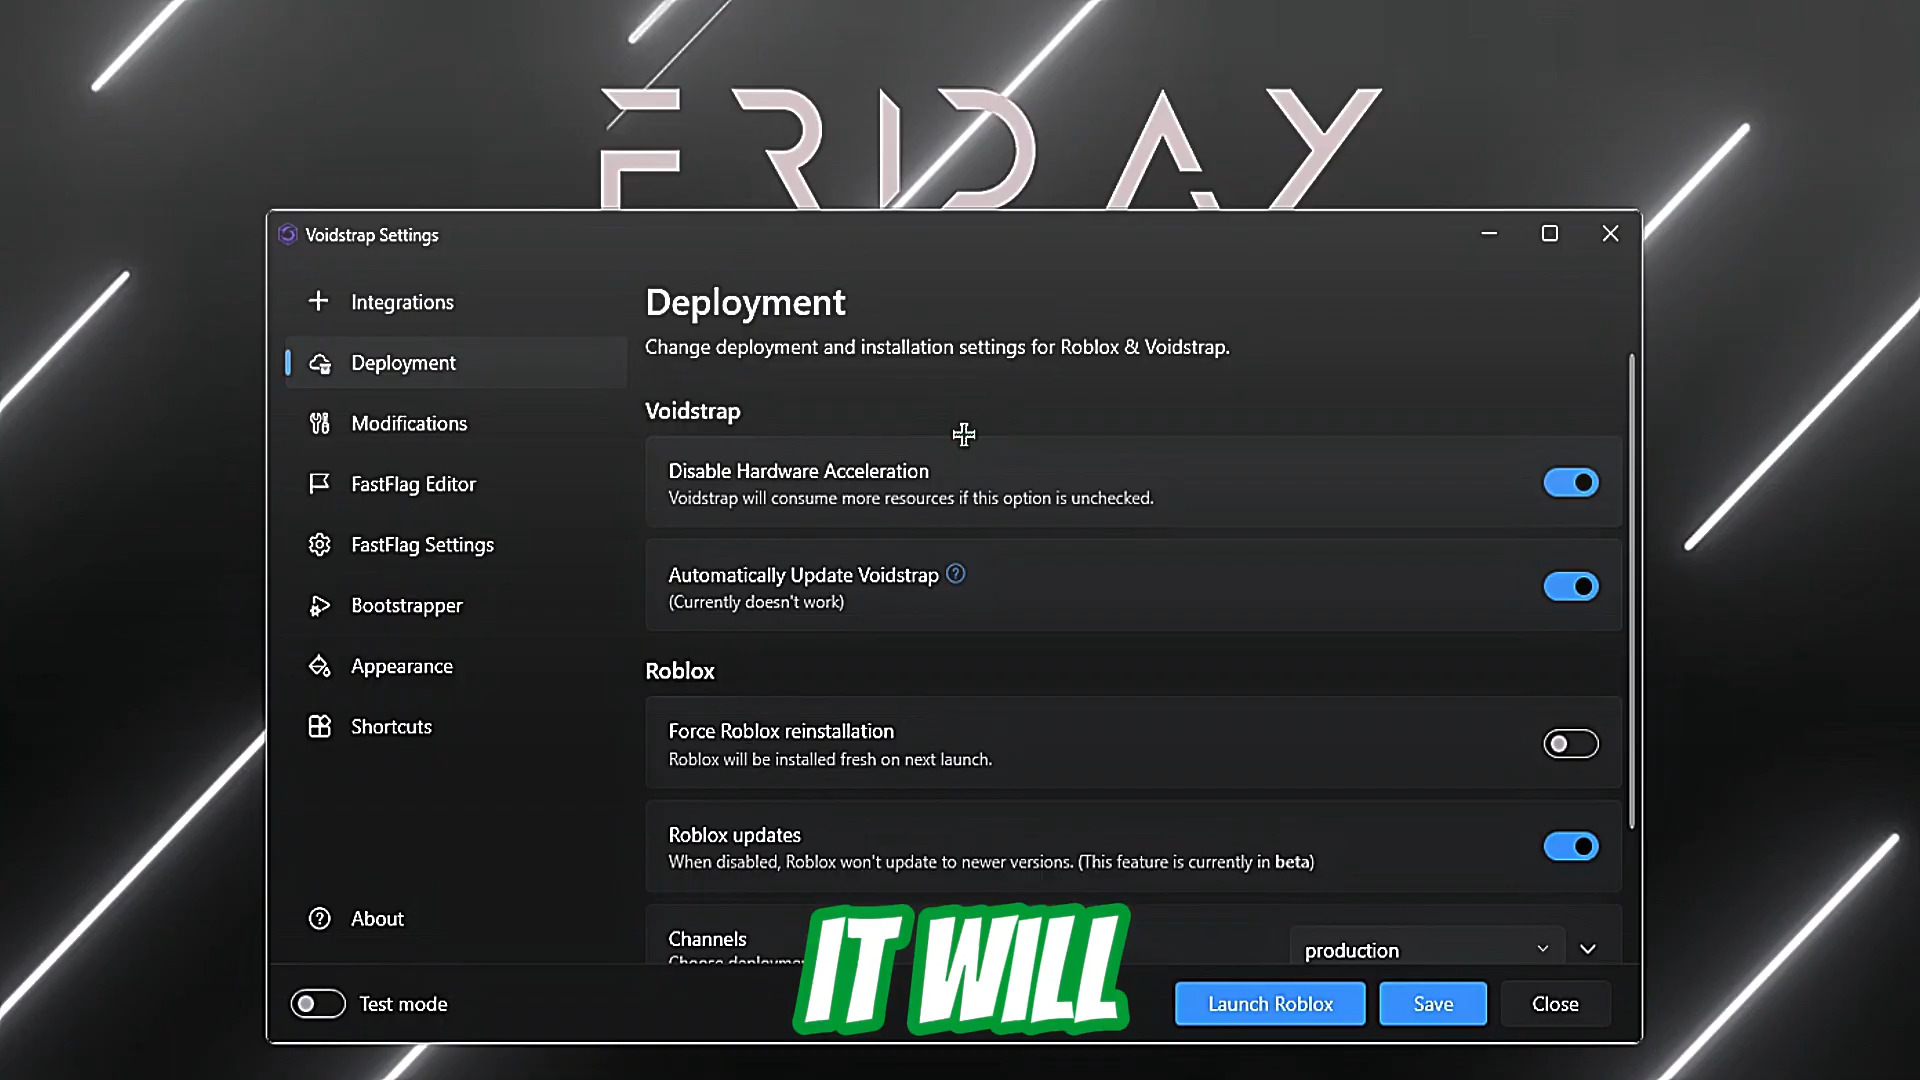 FRIDAY
Voidstrap Settings
Integrations
Deployment
Modifications
FastFlag Editor
FastFlag Settings
Bootstrapper
Appearance
Shortcuts
About
Test mode
Deployment
Change deployment and installation settings for Roblox & Voidstrap.
Voidstrap
Disable Hardware Acceleration
Voidstrap will consume more resources if this option is unchecked.
Automatically Update Voidstrap
(Currently doesn't work)
Roblox
Force Roblox reinstallation
Roblox will be installed fresh on next launch.
Roblox updates
When disabled, Roblox won't update to newer versions. (This feature is currently in beta)
Channels
production
IT WILL
Launch Roblox
Save
Close